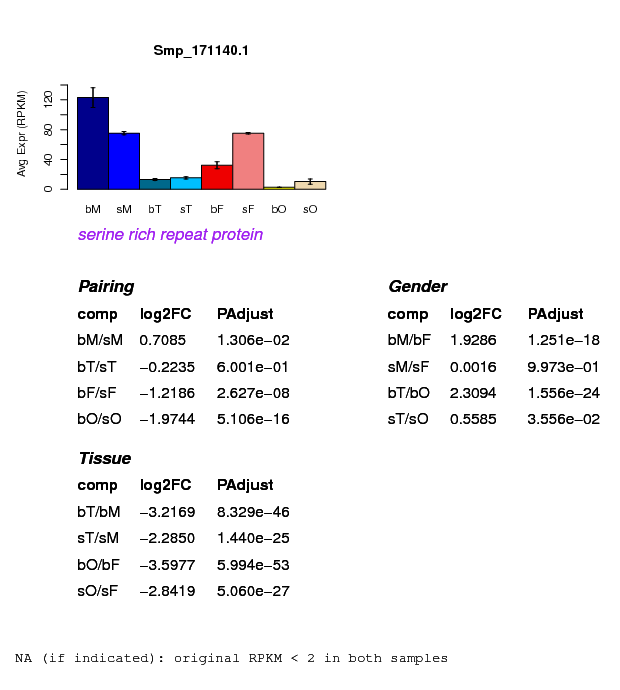 Smp_171140.1
Avg Expr (RPKM)
0 40 80 120
bM sM bT sT bF sF bO sO
serine rich repeat protein
Pairing
comp log2FC PAdjust
bM/sM 0.7085 1.306e−02
bT/sT −0.2235 6.001e−01
bF/sF −1.2186 2.627e−08
bO/sO −1.9744 5.106e−16
Gender
comp log2FC PAdjust
bM/bF 1.9286 1.251e−18
sM/sF 0.0016 9.973e−01
bT/bO 2.3094 1.556e−24
sT/sO 0.5585 3.556e−02
Tissue
comp log2FC PAdjust
bT/bM −3.2169 8.329e−46
sT/sM −2.2850 1.440e−25
bO/bF −3.5977 5.994e−53
sO/sF −2.8419 5.060e−27
NA (if indicated): original RPKM < 2 in both samples